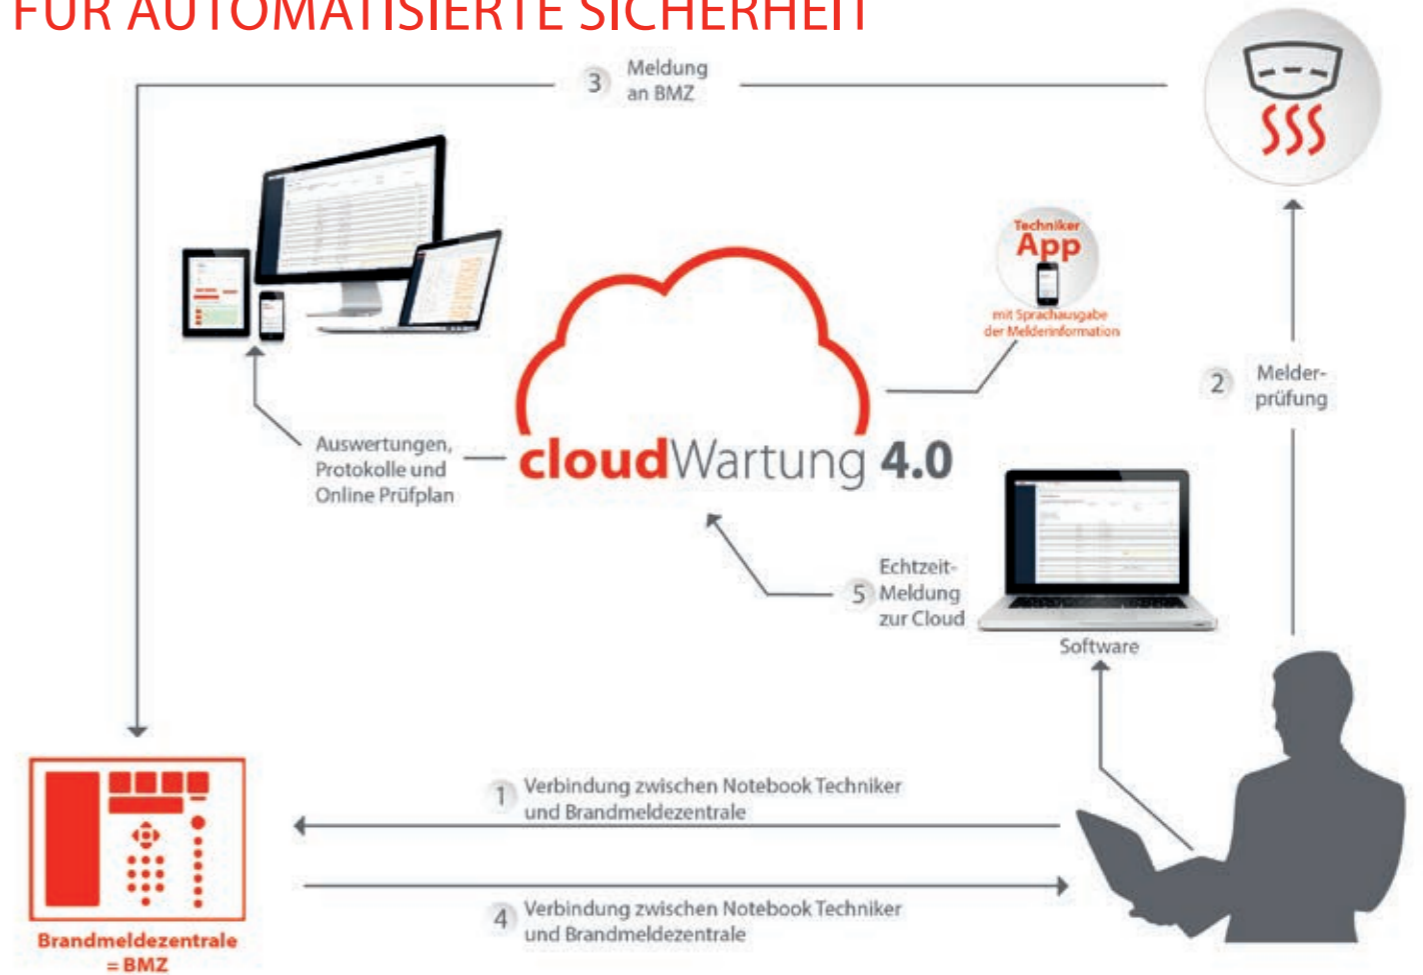 FÜR AUTOMATISIERTE SICHERHEIT
3 Meldung
an BMZ
Techniker
App
mit Sprachausgabe
der Melderinformation
2 Melder-
prüfung
Auswertungen,
Protokolle und
Online Prüfplan
cloudWartung 4.0
Echtzeit-
5 Meldung
zur Cloud
Software
1 Verbindung zwischen Notebook Techniker
und Brandmeldezentrale
4 Verbindung zwischen Notebook Techniker
und Brandmeldezentrale
Brandmeldezentrale
= BMZ